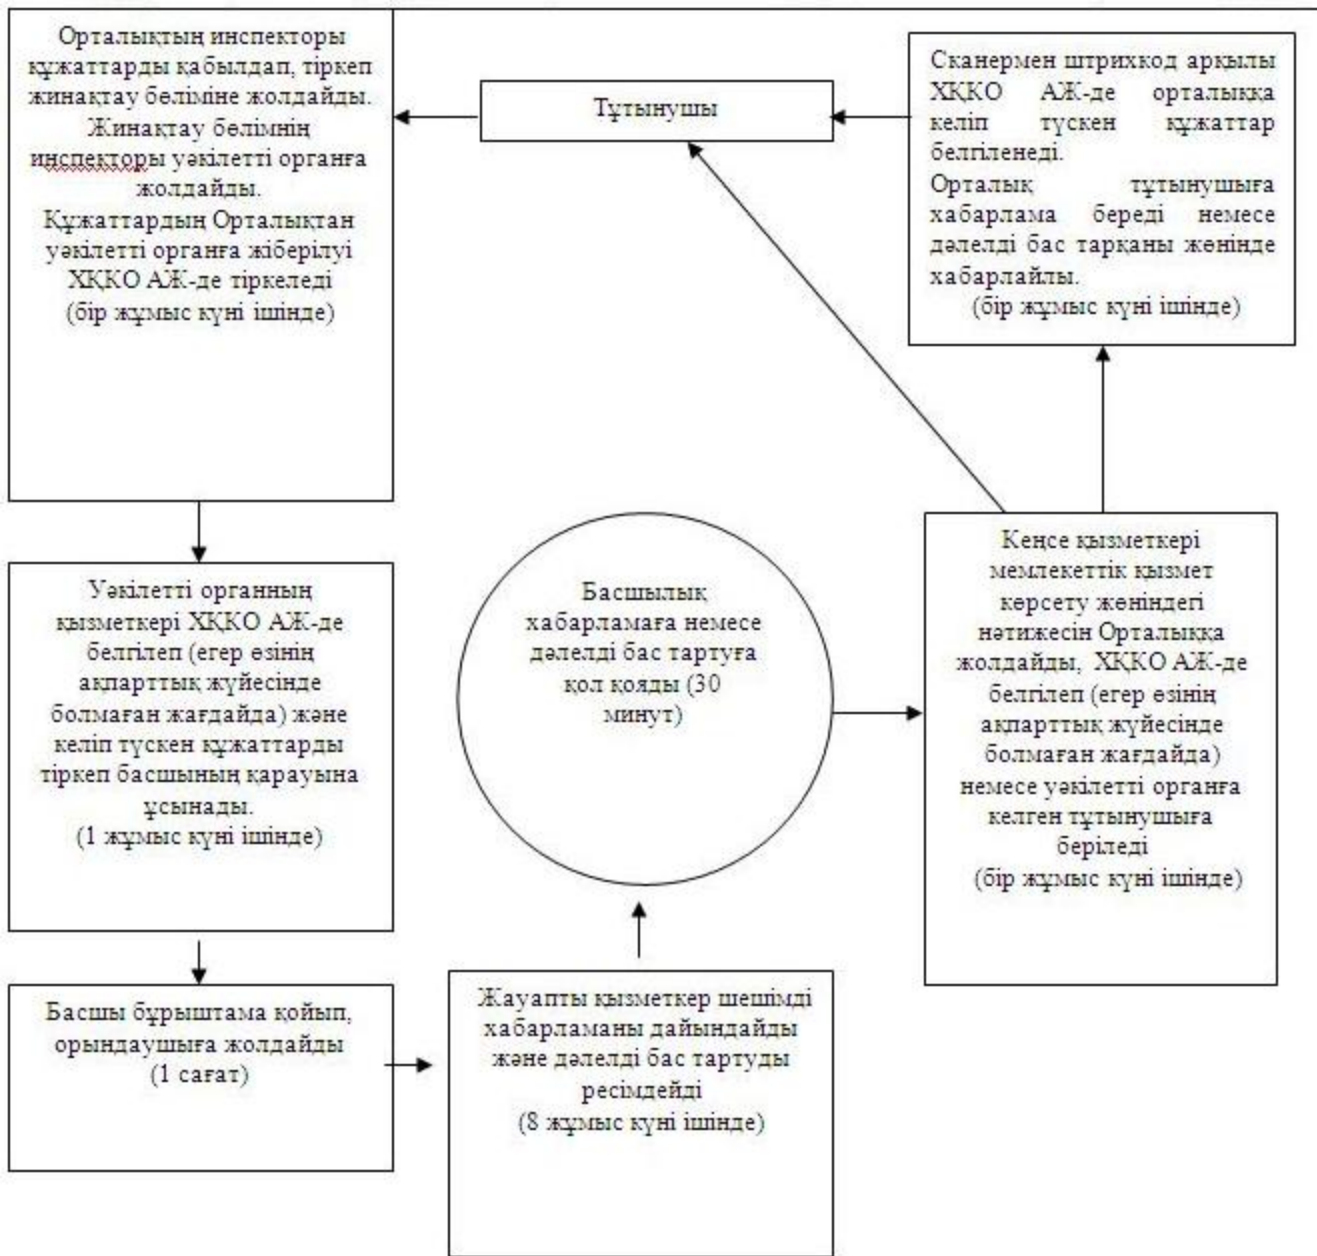 Орталықтың инспекторы
құжаттарды қабылдап, тіркеп
жинақтау бөліміне жолдайды.
Жинақтау бөлімнің
инспекторы уәкілетті органға
жолдайды.
Құжаттардың Орталықтан
уәкілетті органға жіберілуі
ХҚКО АЖ-де тіркеледі
(бір жұмыс күні ішінде)
Тұтынушы
Сканермен штрихкод арқылы
ХҚКО АЖ-де орталыққа
келіп түскен құжаттар
белгіленеді.
Орталық тұтынушыға
хабарлама береді немесе
дәлелді бас тарқаны жөнінде
хабарлайлы.
(бір жұмыс күні ішінде)
Уәкілетті органның
қызметкері ХҚКО АЖ-де
белгілеп (егер өзінің
ақпарттық жүйесінде
болмаған жағдайда) және
келіп түскен құжаттарды
тіркеп басшының қарауына
ұсынады.
(1 жұмыс күні ішінде)
Басшылық
хабарламаға немесе
дәлелді бас тартуға
қол қояды (30
минут)
Кеңсе қызметкері
мемлекеттік қызмет
көрсету жөніндегі
нәтижесін Орталыққа
жолдайды, ХҚКО АЖ-де
белгілеп (егер өзінің
ақпарттық жүйесінде
болмаған жағдайда)
немесе уәкілетті органға
келген тұтынушыға
беріледі
(бір жұмыс күні ішінде)
Басшы бұрыштама қойып,
орындаушыға жолдайды
(1 сағат)
Жауапты қызметкер шешімді
хабарламаны дайындайды
және дәлелді бас тартуды
ресімдейді
(8 жұмыс күні ішінде)